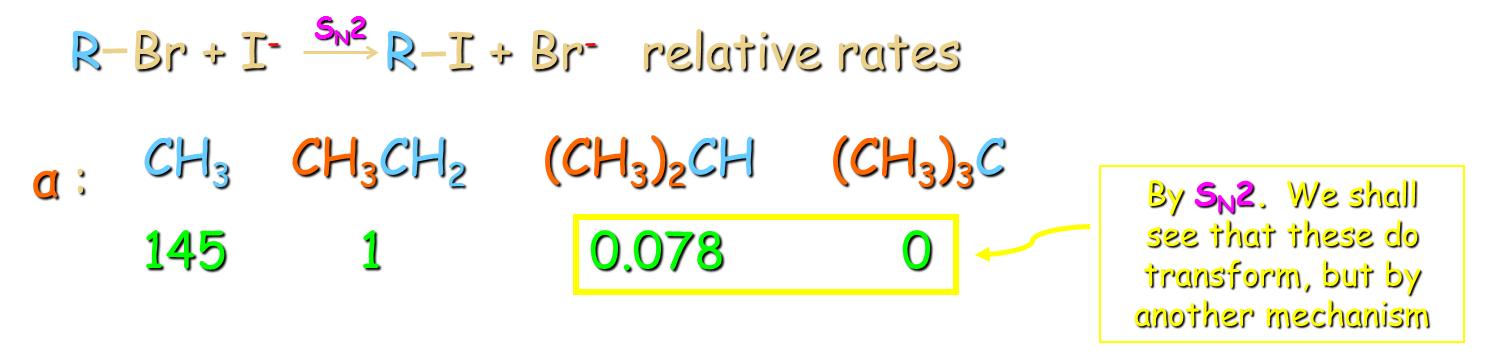 R–Br + I⁻ Sₙ2 → R–I + Br⁻ relative rates
α : CH₃ CH₃CH₂ (CH₃)₂CH (CH₃)₃C
145 1 0.078 0
By Sₙ2. We shall
see that these do
transform, but by
another mechanism